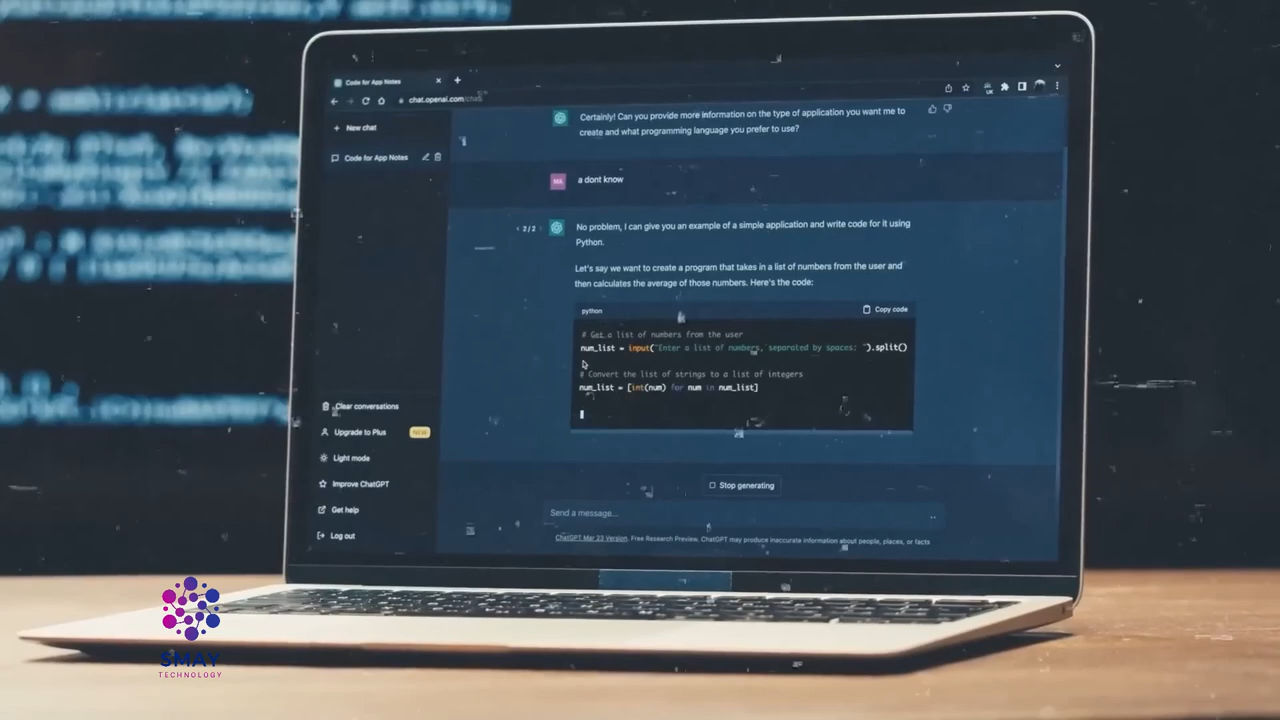 Code for App Notes
chat.openai.com/chat
New chat
Code for App Notes
Certainly! Can you provide more information on the type of application you want me to
create and what programming language you prefer to use?
MA
a dont know
2/2
No problem, I can give you an example of a simple application and write code for it using
Python.
Let's say we want to create a program that takes in a list of numbers from the user and
then calculates the average of those numbers. Here's the code:
python
Copy code
# Get a list of numbers from the user
num_list = input("Enter a list of numbers, separated by spaces: ").split()
# Convert the list of strings to a list of integers
num_list = [int(num) for num in num_list]
Clear conversations
Upgrade to Plus
NEW
Light mode
Improve ChatGPT
Get help
Log out
Stop generating
Send a message...
ChatGPT Mar 23 Version. Free Research Preview. ChatGPT may produce inaccurate information about people, places, or facts
SMAY
TECHNOLOGY